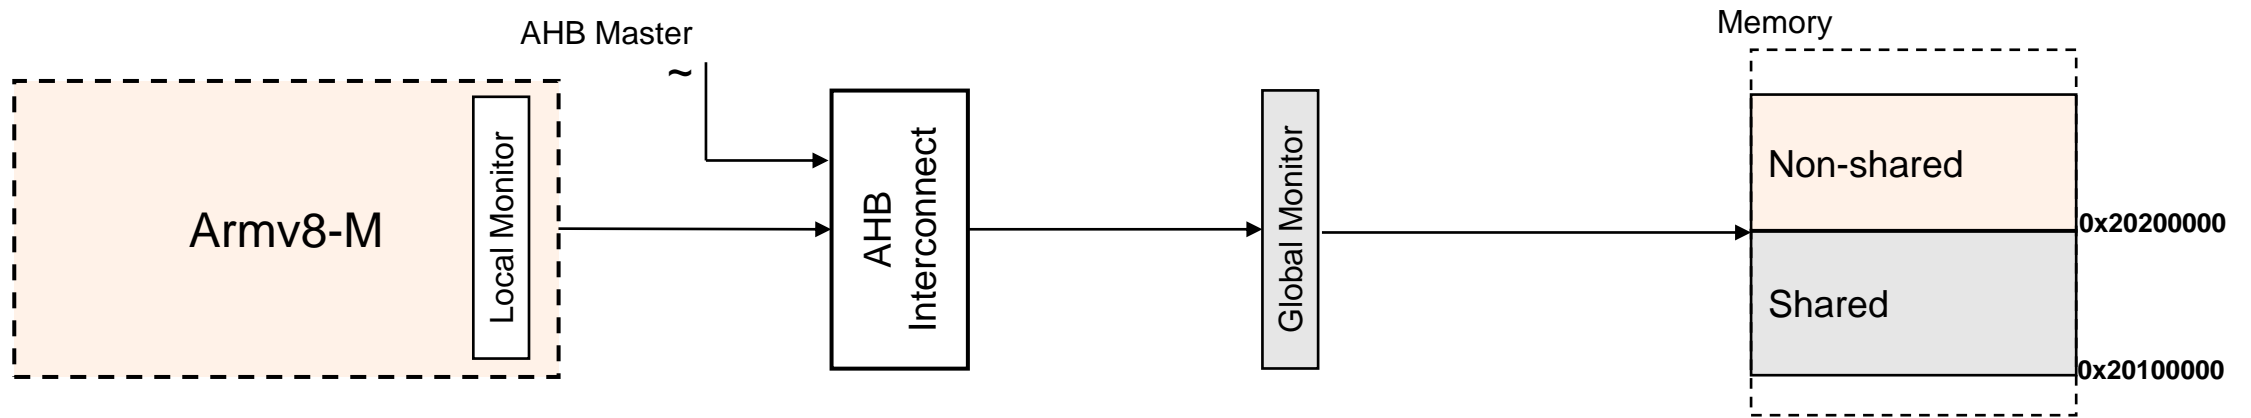 AHB Master
~
Memory
Armv8-M
Local Monitor
AHB
Interconnect
Global Monitor
Non-shared
0x20200000
Shared
0x20100000